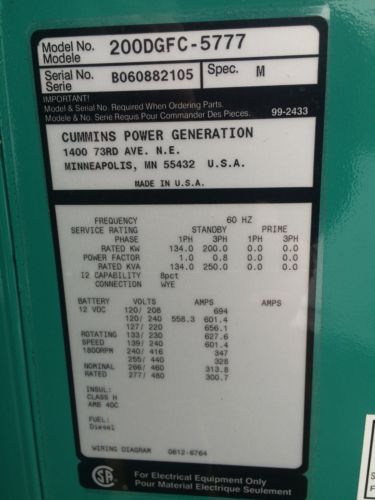 Model No. 200DGFC-5777
Modele
Serial No. B060882105 Spec. M
Serie
IMPORTANT!
Model & Serial No. Required When Ordering Parts.
Modele & No. Serie Requis Pour Commander Des Pieces. 99-2433
CUMMINS POWER GENERATION
1400 73RD AVE. N.E.
MINNEAPOLIS, MN 55432 U.S.A.
MADE IN U.S.A.
FREQUENCY 60 HZ
SERVICE RATING STANDBY PRIME
PHASE 1PH 3PH 1PH 3PH
RATED KW 134.0 200.0 0.0 0.0
POWER FACTOR 1.0 0.8 0.0 0.0
RATED KVA 134.0 250.0 0.0 0.0
I2 CAPABILITY 8pct
CONNECTION WYE
BATTERY VOLTS AMPS AMPS
12 VDC 120/208 694
120/240 558.3 601.4
127/220 656.1
ROTATING 133/230 627.6
SPEED 139/240 601.4
1800RPM 240/416 347
255/440 328
NOMINAL 266/460 313.8
RATED 277/480 300.7
INSUL:
CLASS H
AMB 40C
FUEL:
Diesel
WIRING DIAGRAM 0612-6764
For Electrical Equipment Only
Pour Material Electrique Seulement